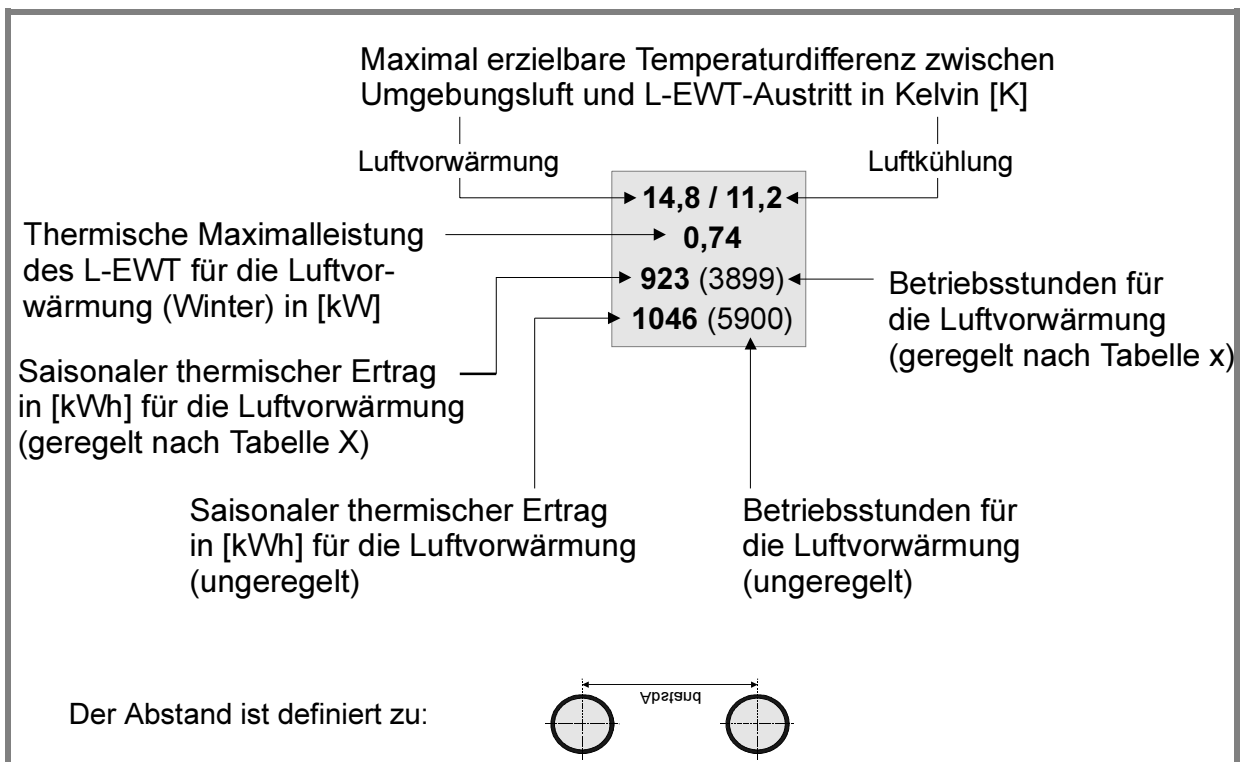 Maximal erzielbare Temperaturdifferenz zwischen
Umgebungsluft und L-EWT-Austritt in Kelvin [K]
Luftvorwärmung
Luftkühlung
14,8 / 11,2
0,74
923 (3899)
1046 (5900)
Thermische Maximalleistung
des L-EWT für die Luftvor-
wärmung (Winter) in [kW]
Betriebsstunden für
die Luftvorwärmung
(geregelt nach Tabelle x)
Saisonaler thermischer Ertrag
in [kWh] für die Luftvorwärmung
(geregelt nach Tabelle X)
Saisonaler thermischer Ertrag
in [kWh] für die Luftvorwärmung
(ungeregelt)
Betriebsstunden für
die Luftvorwärmung
(ungeregelt)
Der Abstand ist definiert zu:
Abstand